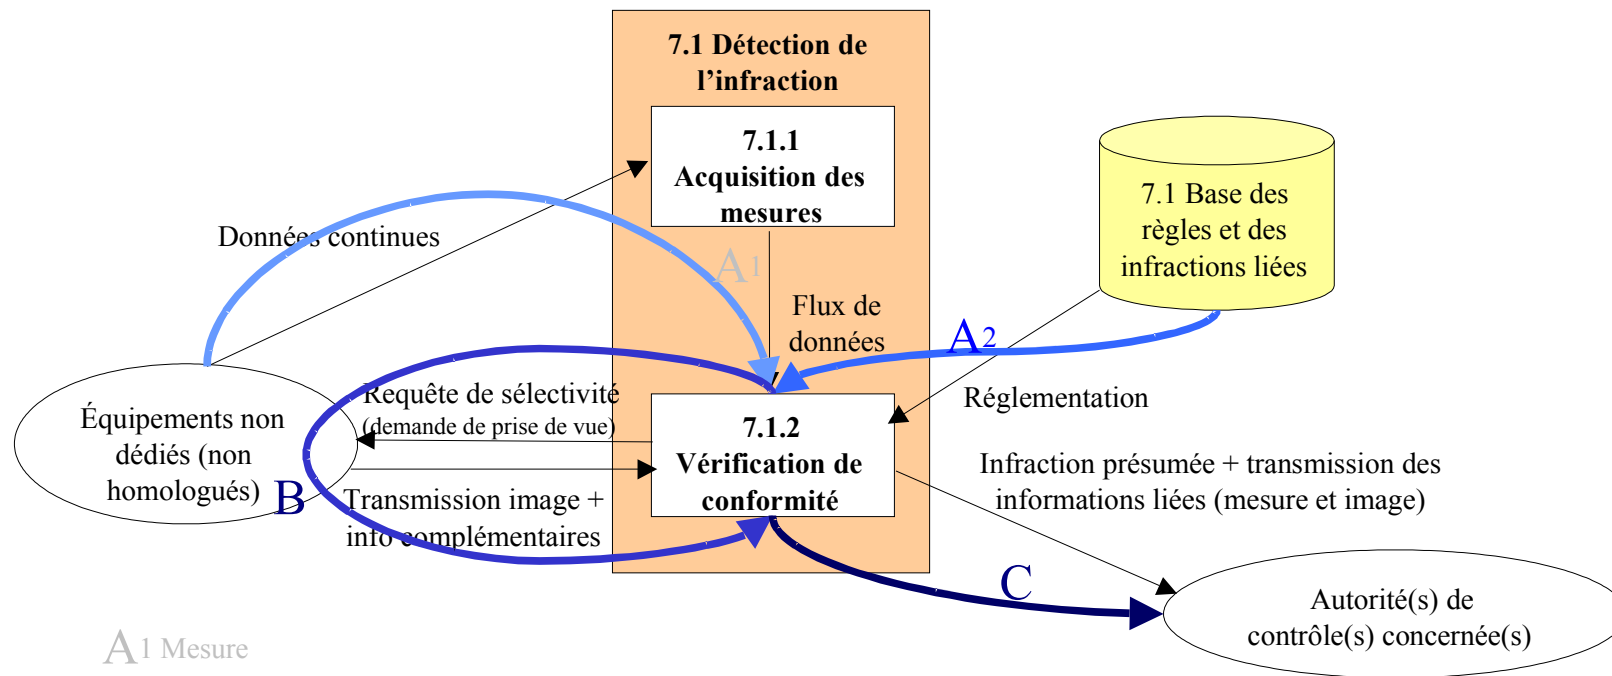 7.1 Détection de
l’infraction
7.1.1
Acquisition des
mesures
7.1 Base des
règles et des
infractions liées
Données continues
A1
Flux de
données
A2
Réglementation
Équipements non
dédiés (non
homologués)
Requête de sélectivité
(demande de prise de vue)
7.1.2
Vérification de
conformité
B
Transmission image +
info complémentaires
Infraction présumée + transmission des
informations liées (mesure et image)
C
Autorité(s) de
contrôle(s) concernée(s)
A1 Mesure